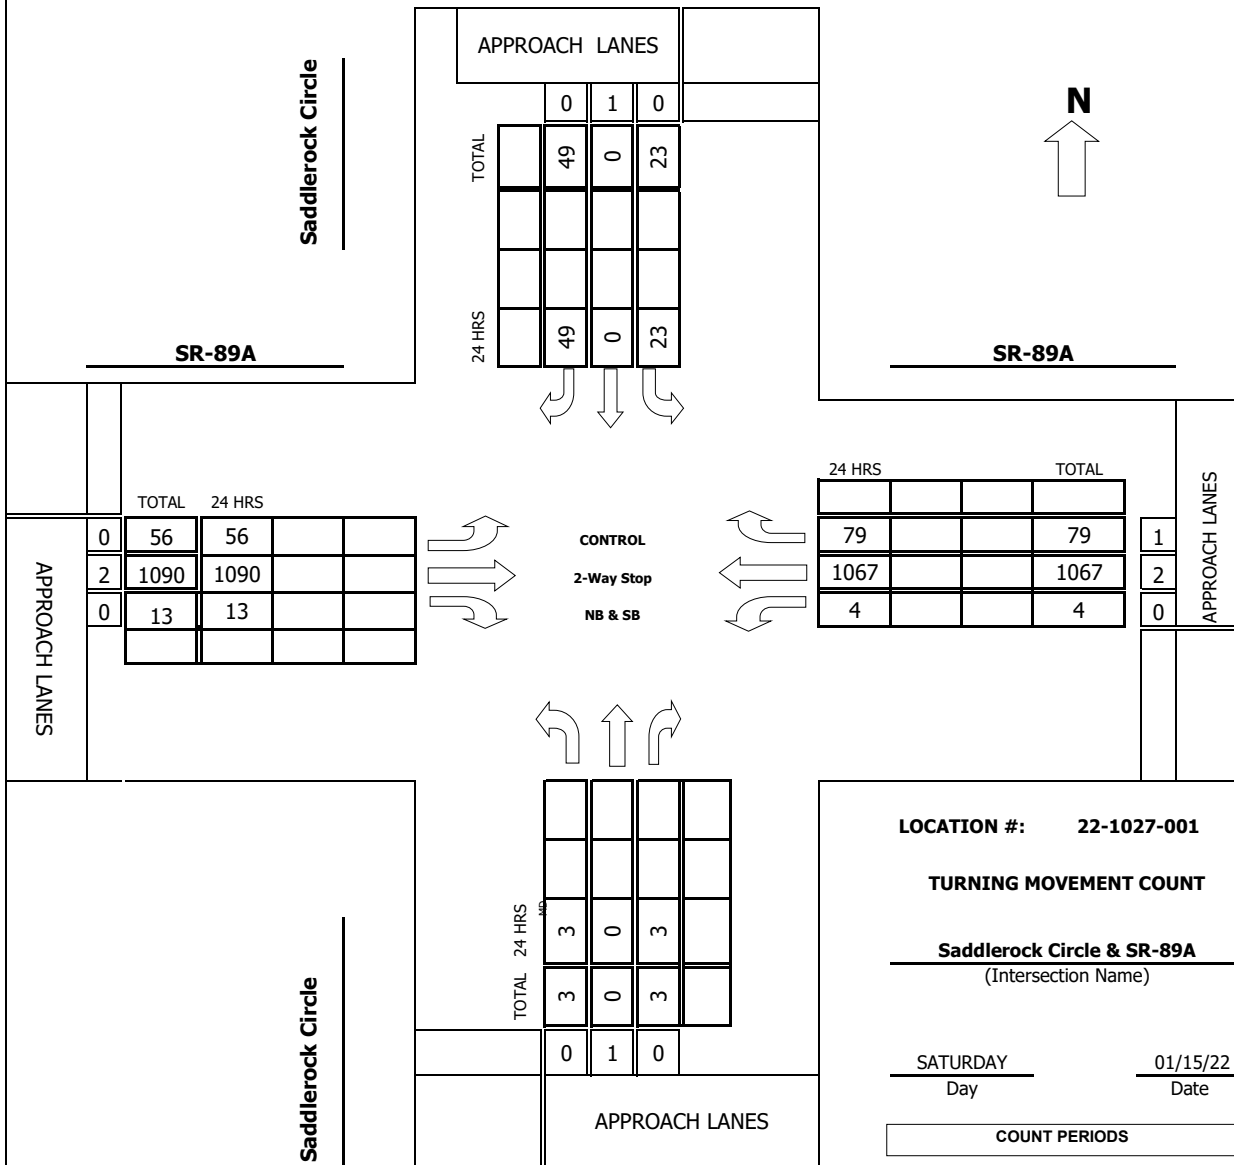 APPROACH LANES
0 1 0
Saddlerock Circle
N
TOTAL
49 0 23
24 HRS
49 0 23
SR-89A
SR-89A
TOTAL 24 HRS
0 56 56
2 1090 1090
0 13 13
APPROACH LANES
CONTROL
2-Way Stop
NB & SB
24 HRS TOTAL
79 79 1
1067 1067 2
4 4 0
APPROACH LANES
24 HRS
MD
3 0 3
TOTAL
3 0 3
0 1 0
APPROACH LANES
Saddlerock Circle
LOCATION #: 22-1027-001
TURNING MOVEMENT COUNT
Saddlerock Circle & SR-89A
(Intersection Name)
SATURDAY 01/15/22
Day Date
COUNT PERIODS